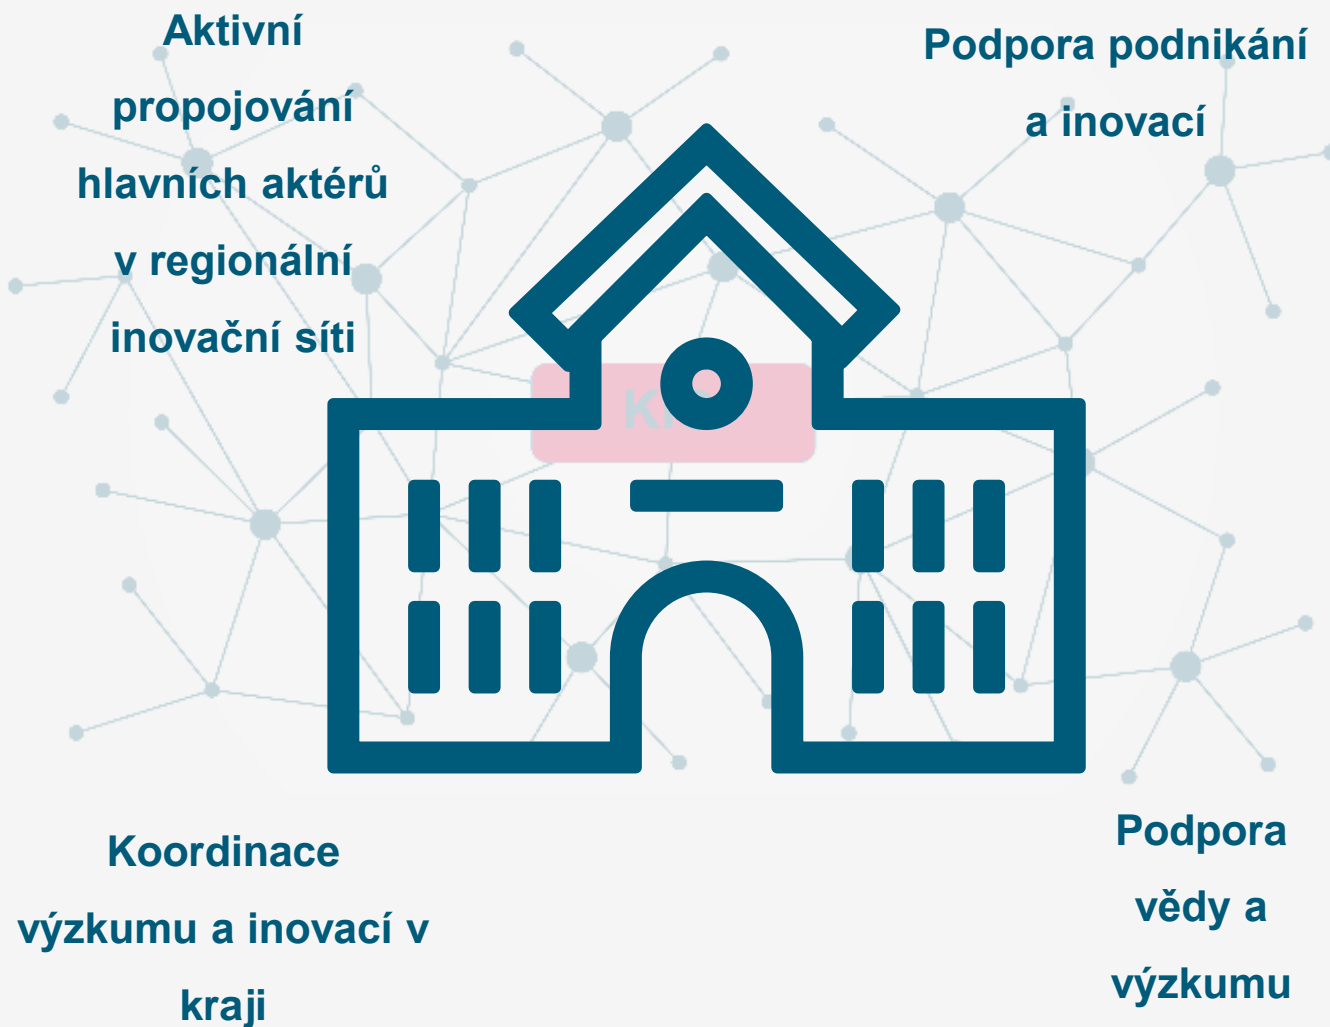 Aktivní
propojování
hlavních aktérů
v regionální
inovační síti
Podpora podnikání
a inovací
Koordinace
výzkumu a inovací v
kraji
Podpora
vědy a
výzkumu